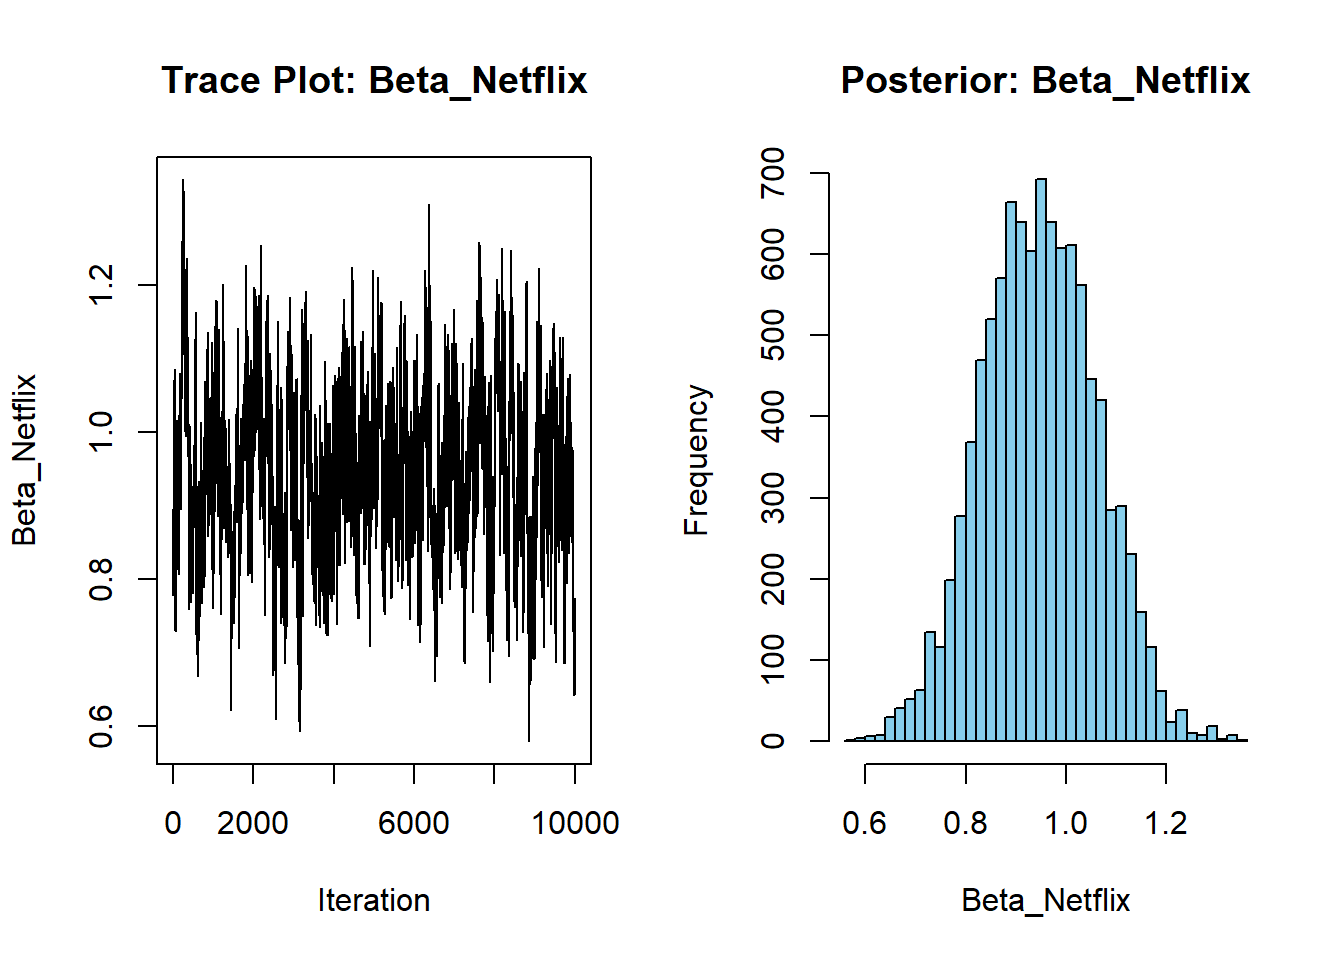 Trace Plot: Beta_Netflix
Beta_Netflix
0.6 0.8 1.0 1.2
0 2000 6000 10000
Iteration
Posterior: Beta_Netflix
Frequency
0 100 200 300 400 500 600 700
0.6 0.8 1.0 1.2
Beta_Netflix